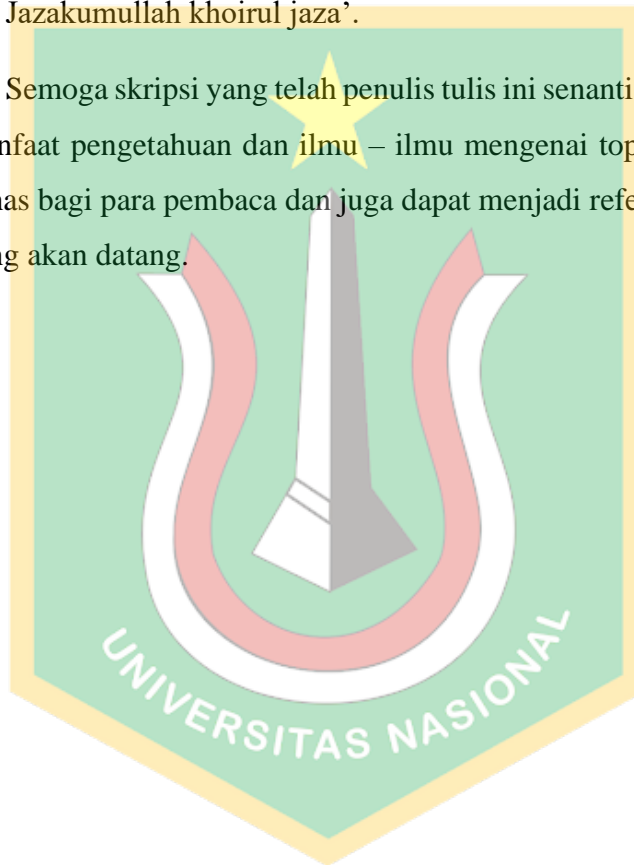 Jazakumullah khoirul jaza’.
Semoga skripsi yang telah penulis tulis ini senanti
nfaat pengetahuan dan ilmu – ilmu mengenai top
as bagi para pembaca dan juga dapat menjadi refe
g akan datang.
UNIVERSITAS NASIONAL